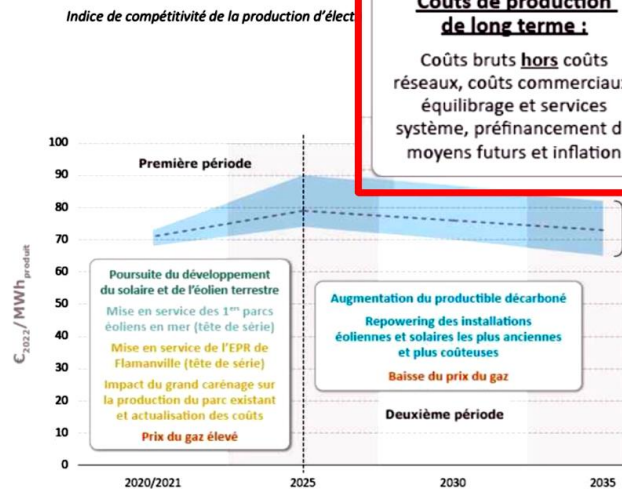 Indice de compétitivité de la production d'élect
Coûts de production
de long terme :
Coûts bruts hors coûts
réseaux, coûts commerciaux
équilibrage et services
système, préfinancement d
moyens futurs et inflation
100
90
80
70
60
50
40
30
20
10
0
€2022/MWh produit
Première période
Poursuite du développement
du solaire et de l'éolien terrestre
Mise en service des 1ers parcs
éoliens en mer (tête de série)
Mise en service de l'EPR de
Flamanville (tête de série)
Impact du grand carénage sur
la production du parc existant
et actualisation des coûts
Prix du gaz élevé
Augmentation du productible décarboné
Repowering des installations
éoliennes et solaires les plus anciennes
et plus coûteuses
Baisse du prix du gaz
Deuxième période
2020/2021
2025
2030
2035